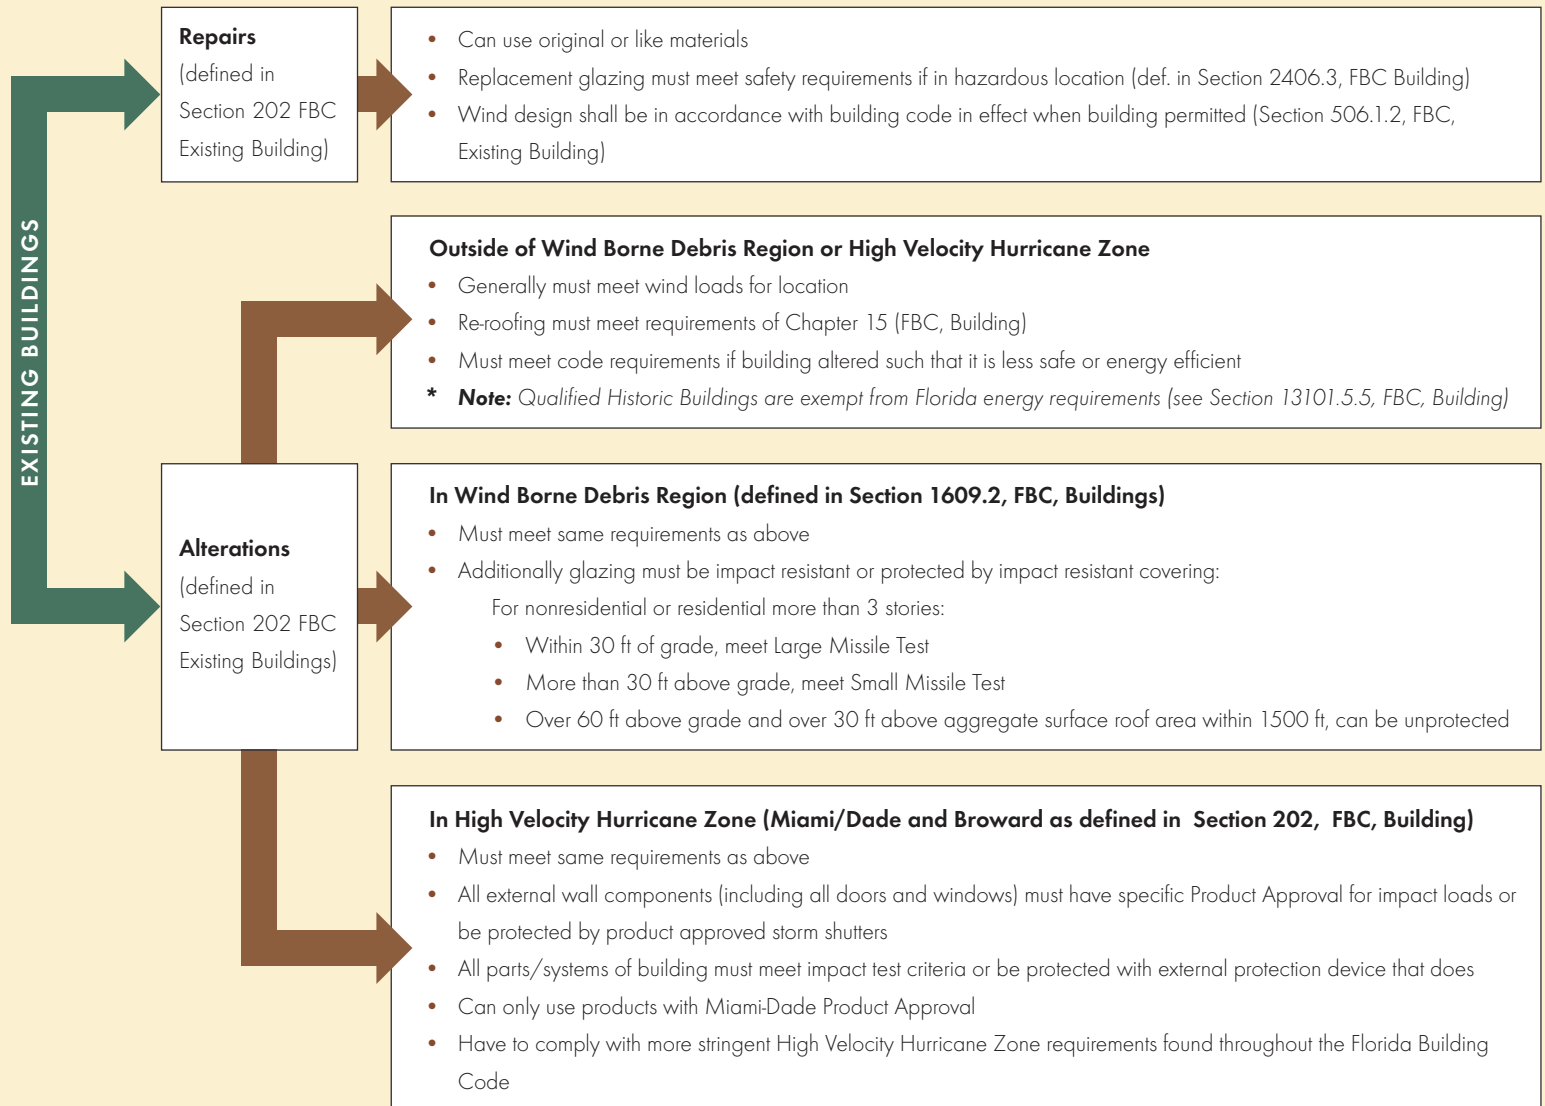 EXISTING BUILDINGS
Repairs
(defined in
Section 202 FBC
Existing Building)
• Can use original or like materials
• Replacement glazing must meet safety requirements if in hazardous location (def. in Section 2406.3, FBC Building)
• Wind design shall be in accordance with building code in effect when building permitted (Section 506.1.2, FBC,
Existing Building)
Outside of Wind Borne Debris Region or High Velocity Hurricane Zone
• Generally must meet wind loads for location
• Re-roofing must meet requirements of Chapter 15 (FBC, Building)
• Must meet code requirements if building altered such that it is less safe or energy efficient
* Note: Qualified Historic Buildings are exempt from Florida energy requirements (see Section 13101.5.5, FBC, Building)
Alterations
(defined in
Section 202 FBC
Existing Buildings)
In Wind Borne Debris Region (defined in Section 1609.2, FBC, Buildings)
• Must meet same requirements as above
• Additionally glazing must be impact resistant or protected by impact resistant covering:
For nonresidential or residential more than 3 stories:
• Within 30 ft of grade, meet Large Missile Test
• More than 30 ft above grade, meet Small Missile Test
• Over 60 ft above grade and over 30 ft above aggregate surface roof area within 1500 ft, can be unprotected
In High Velocity Hurricane Zone (Miami/Dade and Broward as defined in Section 202, FBC, Building)
• Must meet same requirements as above
• All external wall components (including all doors and windows) must have specific Product Approval for impact loads or
be protected by product approved storm shutters
• All parts/systems of building must meet impact test criteria or be protected with external protection device that does
• Can only use products with Miami-Dade Product Approval
• Have to comply with more stringent High Velocity Hurricane Zone requirements found throughout the Florida Building
Code